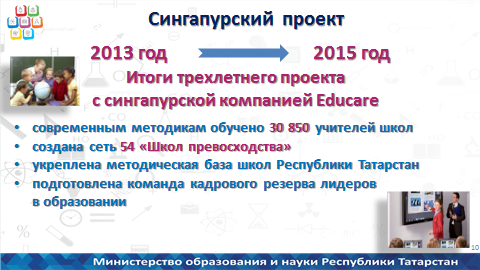 Сингапурский проект
2013 год 2015 год
Итоги трехлетнего проекта
с сингапурской компанией Educare
• современным методикам обучено 30 850 учителей школ
• создана сеть 54 «Школ превосходства»
• укреплена методическая база школ Республики Татарстан
• подготовлена команда кадрового резерва лидеров
в образовании
10
Министерство образования и науки Республики Татарстан